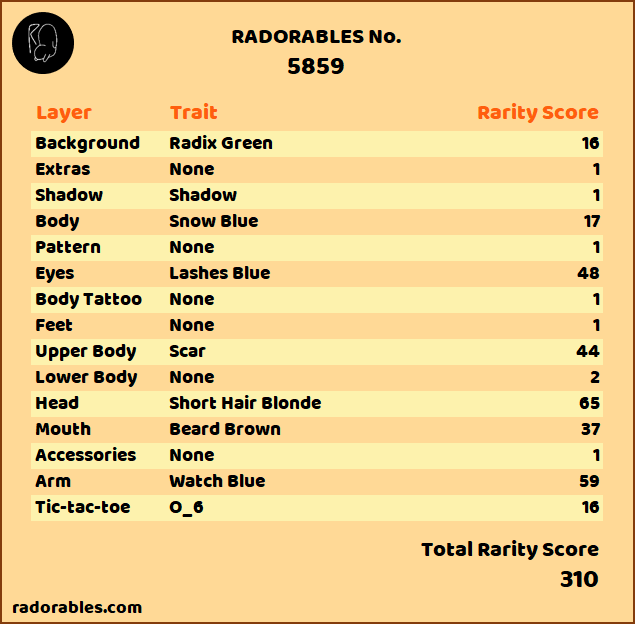 RADORABLES No.
5859
Layer Trait Rarity Score
Background Radix Green 16
Extras None 1
Shadow Shadow 1
Body Snow Blue 17
Pattern None 1
Eyes Lashes Blue 48
Body Tattoo None 1
Feet None 1
Upper Body Scar 44
Lower Body None 2
Head Short Hair Blonde 65
Mouth Beard Brown 37
Accessories None 1
Arm Watch Blue 59
Tic-tac-toe O_6 16
Total Rarity Score
310
radorables.com